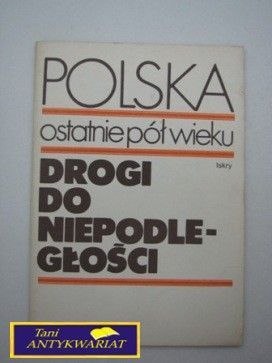 POLSKA
ostatnie pół wieku
Iskry
DROGI
DO
NIEPODLE-
GŁOŚCI
Tani
ANTYKWARIAT